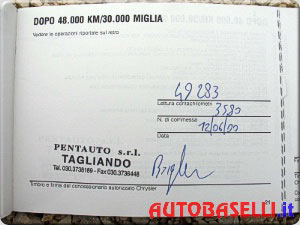 DOPO 48.000 KM/30.000 MIGLIA
Vedere le operazioni riportate sul retro
49283
Lettura contachilometri
3580
N. di commessa
12/06/00
Data
PENTAUTO s.r.l.
TAGLIANDO
Tel. 030.3738189 - Fax 030.3736448
Timbro e firma del concessionario autorizzato Chrysler
21
AUTOBASELLI.it